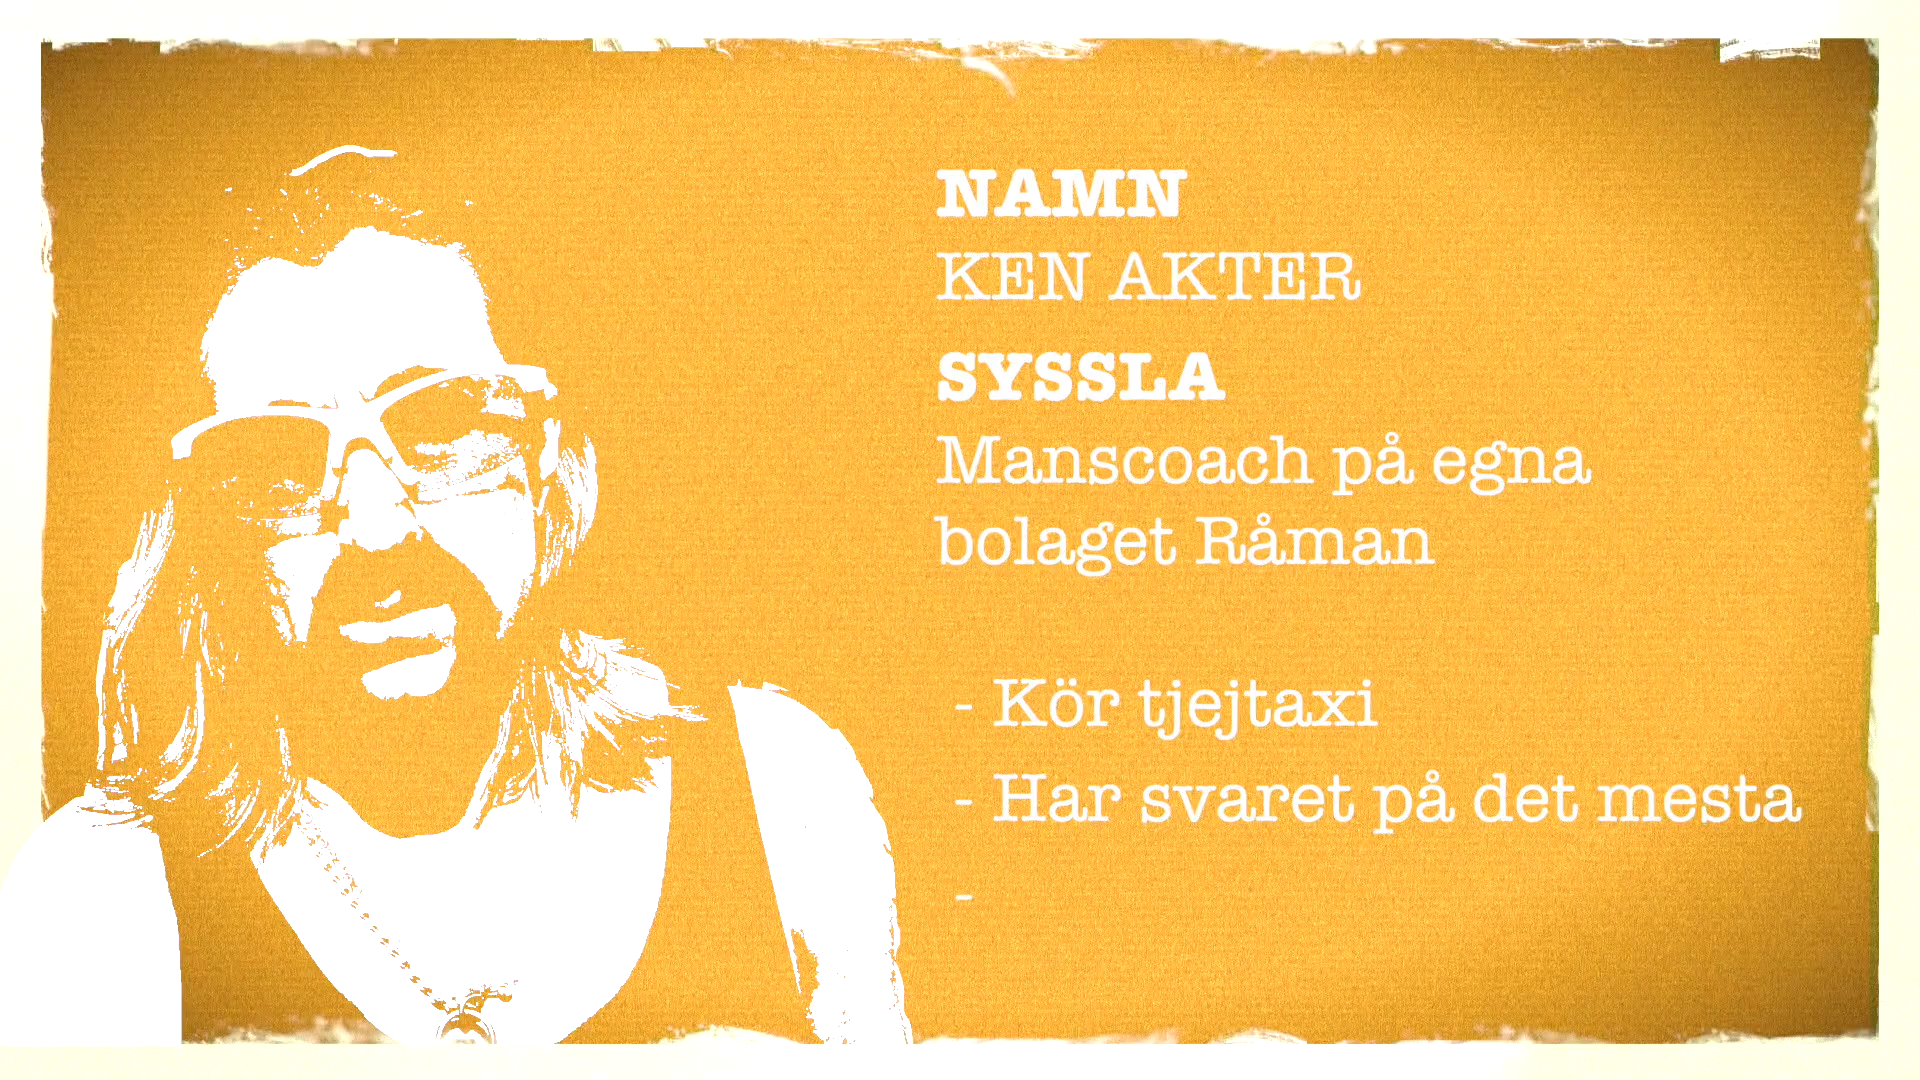 NAMN
KEN AKTER
SYSSLA
Manscoach på egna
bolaget Råman
- Kör tjejtaxi
- Har svaret på det mesta
-